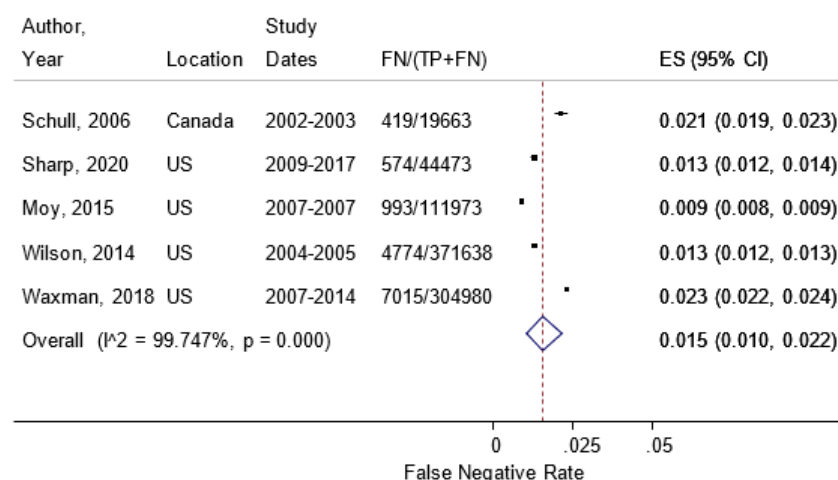 Author, Study
Year Location Dates FN/(TP+FN) ES (95% CI)
Schull, 2006 Canada 2002-2003 419/19663 0.021 (0.019, 0.023)
Sharp, 2020 US 2009-2017 574/44473 0.013 (0.012, 0.014)
Moy, 2015 US 2007-2007 993/111973 0.009 (0.008, 0.009)
Wilson, 2014 US 2004-2005 4774/371638 0.013 (0.012, 0.013)
Waxman, 2018 US 2007-2014 7015/304980 0.023 (0.022, 0.024)
Overall (I^2 = 99.747%, p = 0.000) 0.015 (0.010, 0.022)
0 .025 .05
False Negative Rate